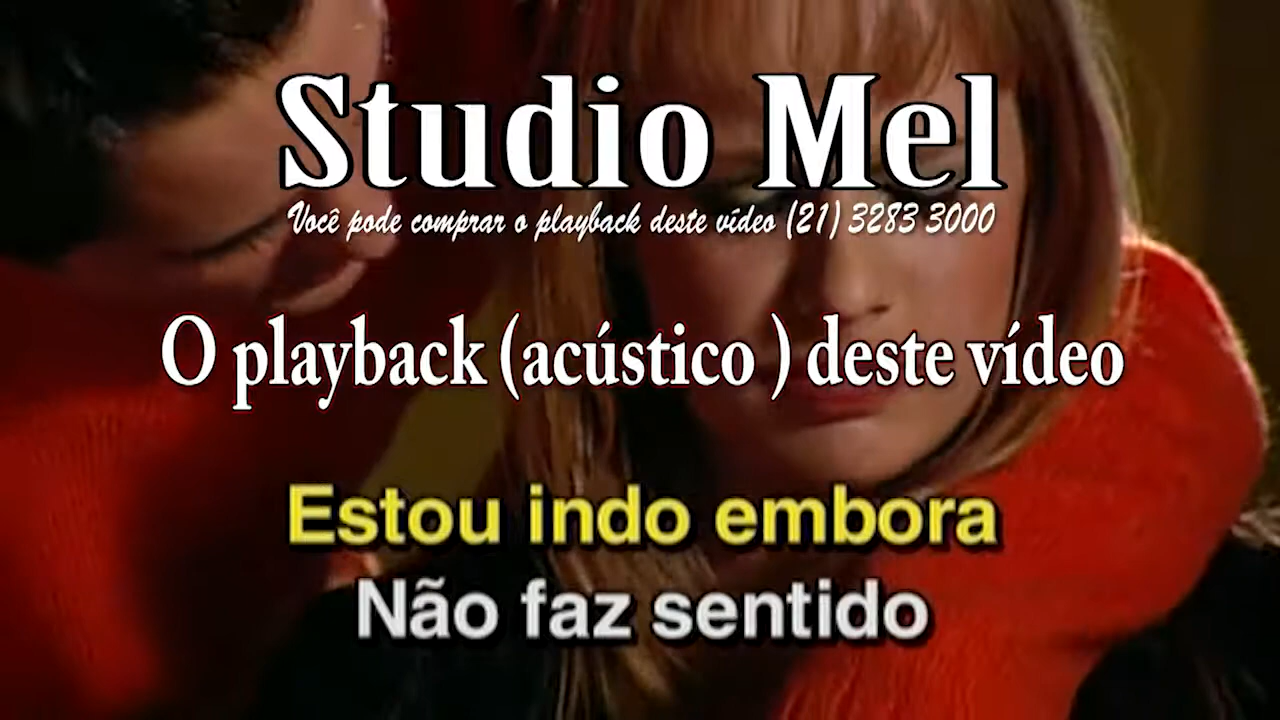 Studio Mel
Você pode comprar o playback deste vídeo (21) 3283 3000
O playback (acústico ) deste vídeo
Estou indo embora
Não faz sentido